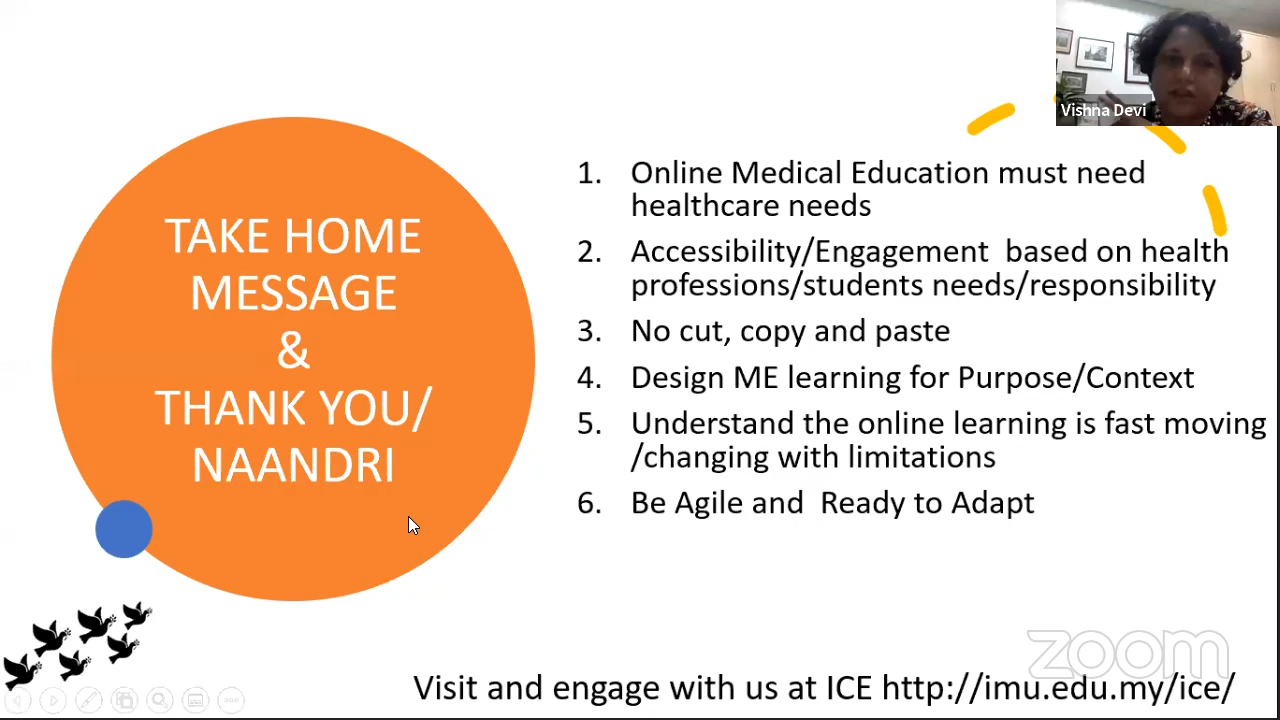 TAKE HOME
MESSAGE
&
THANK YOU/
NAANDRI
1. Online Medical Education must need
healthcare needs
2. Accessibility/Engagement  based on health
professions/students needs/responsibility
3. No cut, copy and paste
4. Design ME learning for Purpose/Context
5. Understand the online learning is fast moving
/changing with limitations
6. Be Agile and  Ready to Adapt
Vishna Devi
zoom
Visit and engage with us at ICE http://imu.edu.my/ice/